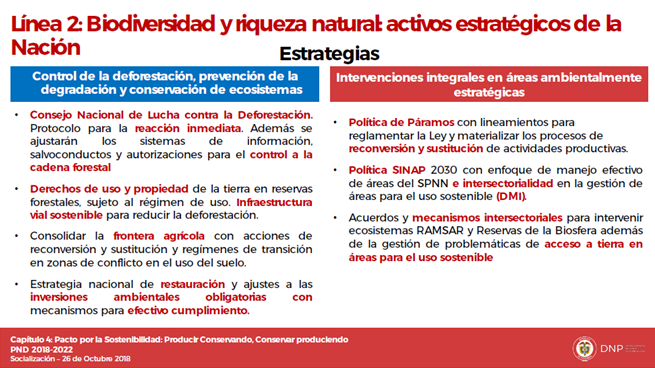 Línea 2: Biodiversidad y riqueza natural: activos estratégicos de la
Nación
Estrategias
Control de la deforestación, prevención de la
degradación y conservación de ecosistemas
• Consejo Nacional de Lucha contra la Deforestación.
Protocolo para la reacción inmediata. Además se
ajustarán los sistemas de información,
salvoconductos y autorizaciones para el control a la
cadena forestal
• Derechos de uso y propiedad de la tierra en reservas
forestales, sujeto al régimen de uso. Infraestructura
vial sostenible para reducir la deforestación.
• Consolidar la frontera agrícola con acciones de
reconversión y sustitución y regímenes de transición
en zonas de conflicto en el uso del suelo.
• Estrategia nacional de restauración y ajustes a las
inversiones ambientales obligatorias con
mecanismos para efectivo cumplimiento.
Intervenciones integrales en áreas ambientalmente
estratégicas
• Política de Páramos con lineamientos para
reglamentar la Ley y materializar los procesos de
reconversión y sustitución de actividades productivas.
• Política SINAP 2030 con enfoque de manejo efectivo
de áreas del SPNN e intersectorialidad en la gestión de
áreas para el uso sostenible (DMI).
• Acuerdos y mecanismos intersectoriales para intervenir
ecosistemas RAMSAR y Reservas de la Biosfera además
de la gestión de problemáticas de acceso a tierra en
áreas para el uso sostenible
Capítulo 4: Pacto por la Sostenibilidad: Producir Conservando, Conservar produciendo
PND 2018-2022
Socialización – 26 de Octubre 2018
DNP